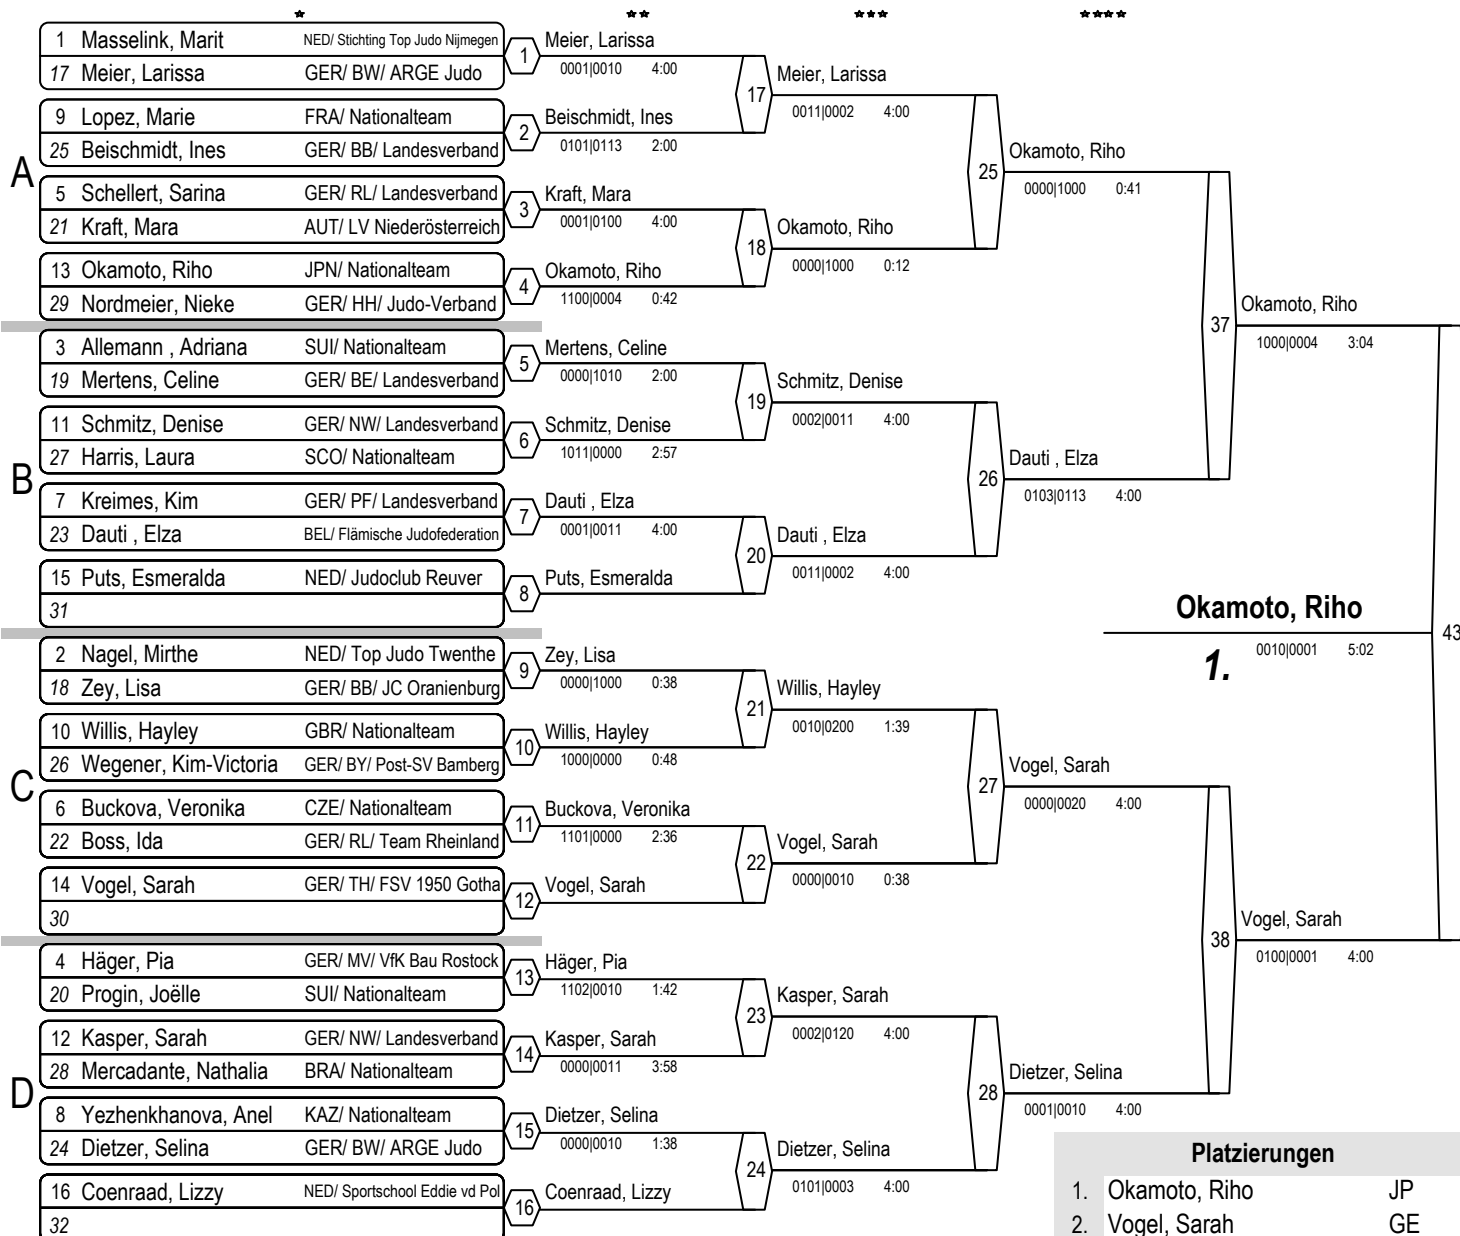 * ** *** ****
A
1 Masselink, Marit NED/ Stichting Top Judo Nijmegen
17 Meier, Larissa GER/ BW/ ARGE Judo
9 Lopez, Marie FRA/ Nationalteam
25 Beischmidt, Ines GER/ BB/ Landesverband
5 Schellert, Sarina GER/ RL/ Landesverband
21 Kraft, Mara AUT/ LV Niederösterreich
13 Okamoto, Riho JPN/ Nationalteam
29 Nordmeier, Nieke GER/ HH/ Judo-Verband
B
3 Allemann , Adriana SUI/ Nationalteam
19 Mertens, Celine GER/ BE/ Landesverband
11 Schmitz, Denise GER/ NW/ Landesverband
27 Harris, Laura SCO/ Nationalteam
7 Kreimes, Kim GER/ PF/ Landesverband
23 Dauti , Elza BEL/ Flämische Judofederation
15 Puts, Esmeralda NED/ Judoclub Reuver
31
C
2 Nagel, Mirthe NED/ Top Judo Twenthe
18 Zey, Lisa GER/ BB/ JC Oranienburg
10 Willis, Hayley GBR/ Nationalteam
26 Wegener, Kim-Victoria GER/ BY/ Post-SV Bamberg
6 Buckova, Veronika CZE/ Nationalteam
22 Boss, Ida GER/ RL/ Team Rheinland
14 Vogel, Sarah GER/ TH/ FSV 1950 Gotha
30
D
4 Häger, Pia GER/ MV/ VfK Bau Rostock
20 Progin, Joëlle SUI/ Nationalteam
12 Kasper, Sarah GER/ NW/ Landesverband
28 Mercadante, Nathalia BRA/ Nationalteam
8 Yezhenkhanova, Anel KAZ/ Nationalteam
24 Dietzer, Selina GER/ BW/ ARGE Judo
16 Coenraad, Lizzy NED/ Sportschool Eddie vd Pol
32
1 Meier, Larissa
0001|0010 4:00
2 Beischmidt, Ines
0101|0113 2:00
3 Kraft, Mara
0001|0100 4:00
4 Okamoto, Riho
1100|0004 0:42
5 Mertens, Celine
0000|1010 2:00
6 Schmitz, Denise
1011|0000 2:57
7 Dauti , Elza
0001|0011 4:00
8 Puts, Esmeralda
9 Zey, Lisa
0000|1000 0:38
10 Willis, Hayley
1000|0000 0:48
11 Buckova, Veronika
1101|0000 2:36
12 Vogel, Sarah
13 Häger, Pia
1102|0010 1:42
14 Kasper, Sarah
0000|0011 3:58
15 Dietzer, Selina
0000|0010 1:38
16 Coenraad, Lizzy
17 Meier, Larissa
0011|0002 4:00
18 Okamoto, Riho
0000|1000 0:12
19 Schmitz, Denise
0002|0011 4:00
20 Dauti , Elza
0011|0002 4:00
21 Willis, Hayley
0010|0200 1:39
22 Vogel, Sarah
0000|0010 0:38
23 Kasper, Sarah
0002|0120 4:00
24 Dietzer, Selina
0101|0003 4:00
25 Okamoto, Riho
0000|1000 0:41
26 Dauti , Elza
0103|0113 4:00
27 Vogel, Sarah
0000|0020 4:00
28 Dietzer, Selina
0001|0010 4:00
37 Okamoto, Riho
1000|0004 3:04
38 Vogel, Sarah
0100|0001 4:00
43
Okamoto, Riho
1. 0010|0001 5:02
Platzierungen
1. Okamoto, Riho JP
2. Vogel, Sarah GE